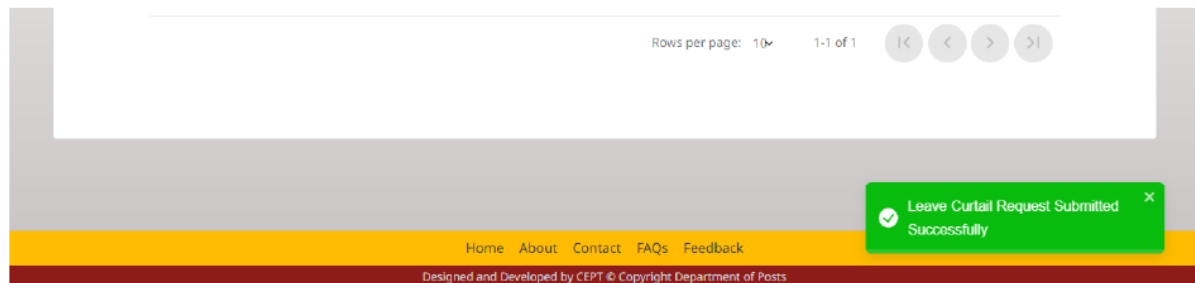 Rows per page: 10 1-1 of 1
Leave Curtail Request Submitted
Successfully
Home About Contact FAQs Feedback
Designed and Developed by CEPT © Copyright Department of Posts